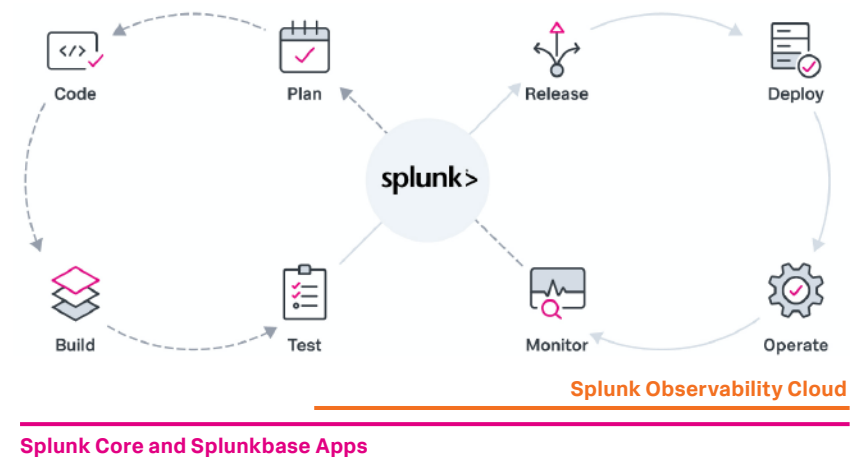 </>
Code
Plan
Release
Deploy
splunk>
Build
Test
Monitor
Operate
Splunk Observability Cloud
Splunk Core and Splunkbase Apps